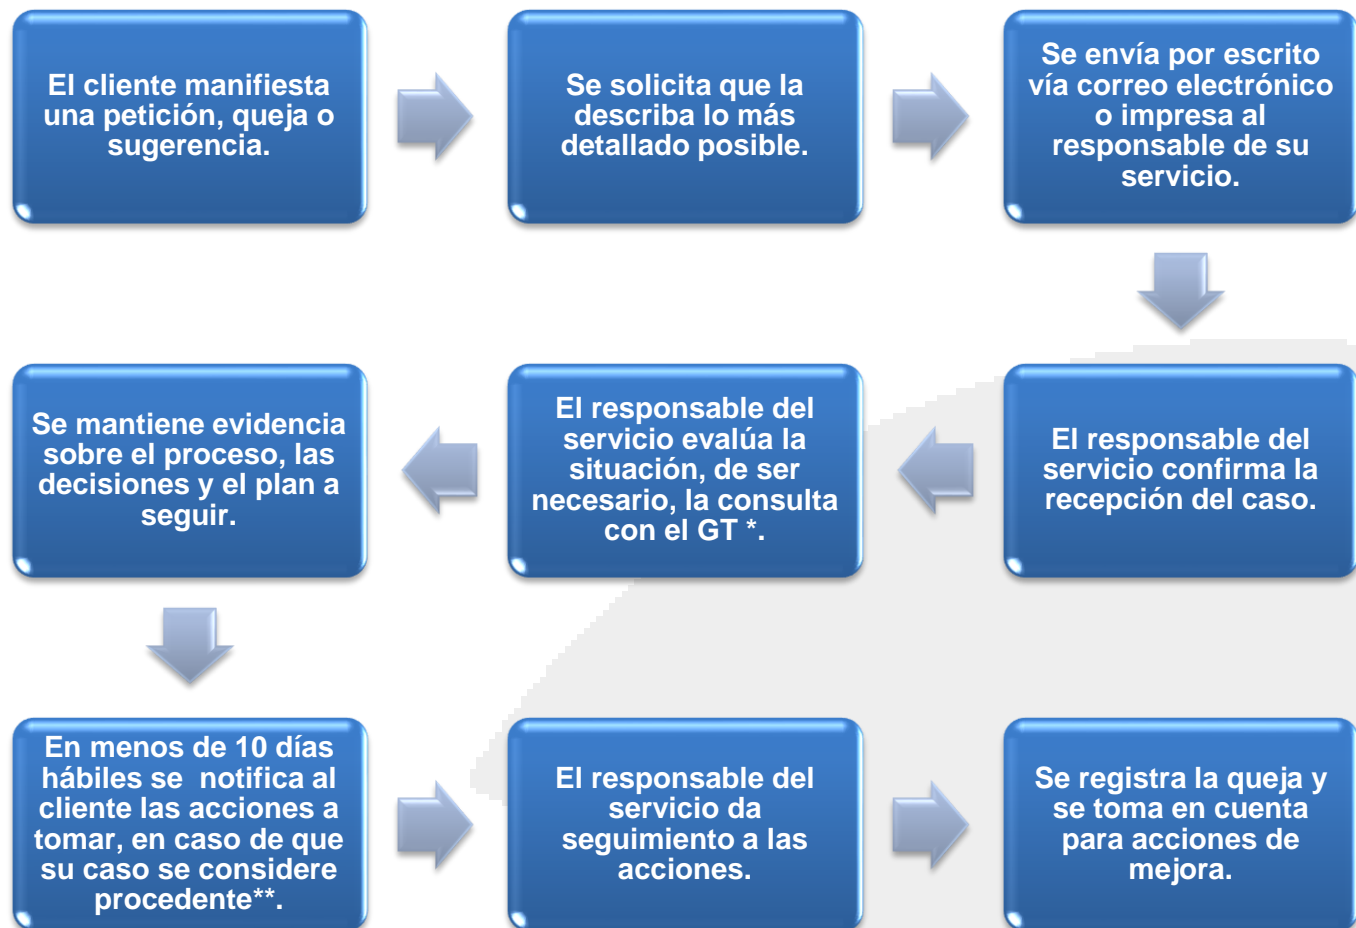 El cliente manifiesta
una petición, queja o
sugerencia.
Se solicita que la
describa lo más
detallado posible.
Se envía por escrito
vía correo electrónico
o impresa al
responsable de su
servicio.
El responsable del
servicio confirma la
recepción del caso.
El responsable del
servicio evalúa la
situación, de ser
necesario, la consulta
con el GT *.
Se mantiene evidencia
sobre el proceso, las
decisiones y el plan a
seguir.
En menos de 10 días
hábiles se  notifica al
cliente las acciones a
tomar, en caso de que
su caso se considere
procedente**.
El responsable del
servicio da
seguimiento a las
acciones.
Se registra la queja y
se toma en cuenta
para acciones de
mejora.